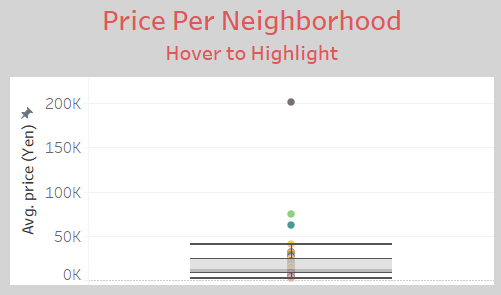 Price Per Neighborhood
Hover to Highlight
Avg. price (Yen)
200K
150K
100K
50K
0K